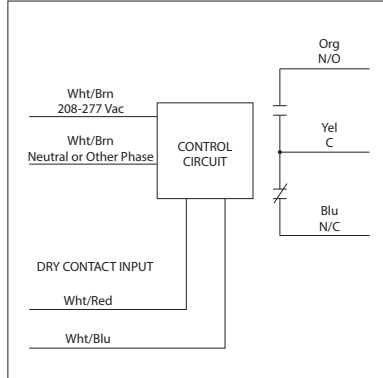 Org
N/O
Wht/Brn
208-277 Vac
Yel
C
Wht/Brn
Neutral or Other Phase
CONTROL
CIRCUIT
Blu
N/C
DRY CONTACT INPUT
Wht/Red
Wht/Blu